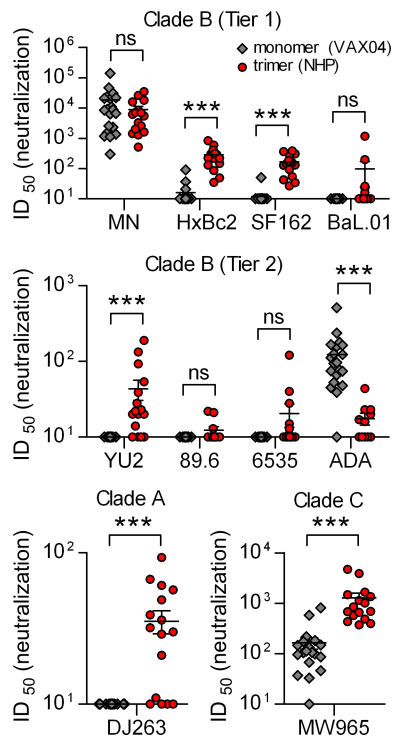 Clade B (Tier 1)
ID 50 (neutralization)
10^6
10^5
10^4
10^3
10^2
10^1
monomer (VAX04)
trimer (NHP)
ns
***
***
ns
MN HxBc2 SF162 BaL.01
Clade B (Tier 2)
ID 50 (neutralization)
10^3
10^2
10^1
***
ns
ns
***
YU2 89.6 6535 ADA
Clade A
ID 50 (neutralization)
10^2
10^1
***
DJ263
Clade C
ID 50 (neutralization)
10^4
10^3
10^2
10^1
***
MW965